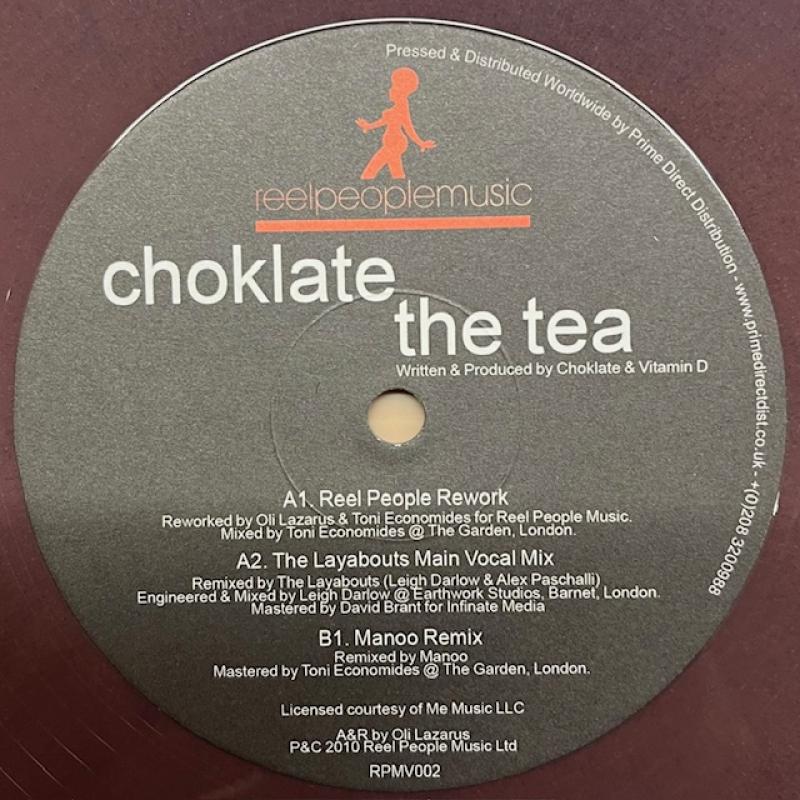 Pressed & Distributed Worldwide by Prime Direct Distribution - www.primedirectdist.co.uk - +(0)208 3200988
reelpeoplemusic
choklate
the tea
Written & Produced by Choklate & Vitamin D
A1. Reel People Rework
Reworked by Oli Lazarus & Toni Economides for Reel People Music.
Mixed by Toni Economides @ The Garden, London.
A2. The Layabouts Main Vocal Mix
Remixed by The Layabouts (Leigh Darlow & Alex Paschalli)
Engineered & Mixed by Leigh Darlow @ Earthwork Studios, Barnet, London.
Mastered by David Brant for Infinate Media
B1. Manoo Remix
Remixed by Manoo
Mastered by Toni Economides @ The Garden, London.
Licensed courtesy of Me Music LLC
A&R by Oli Lazarus
P&C 2010 Reel People Music Ltd
RPMV002